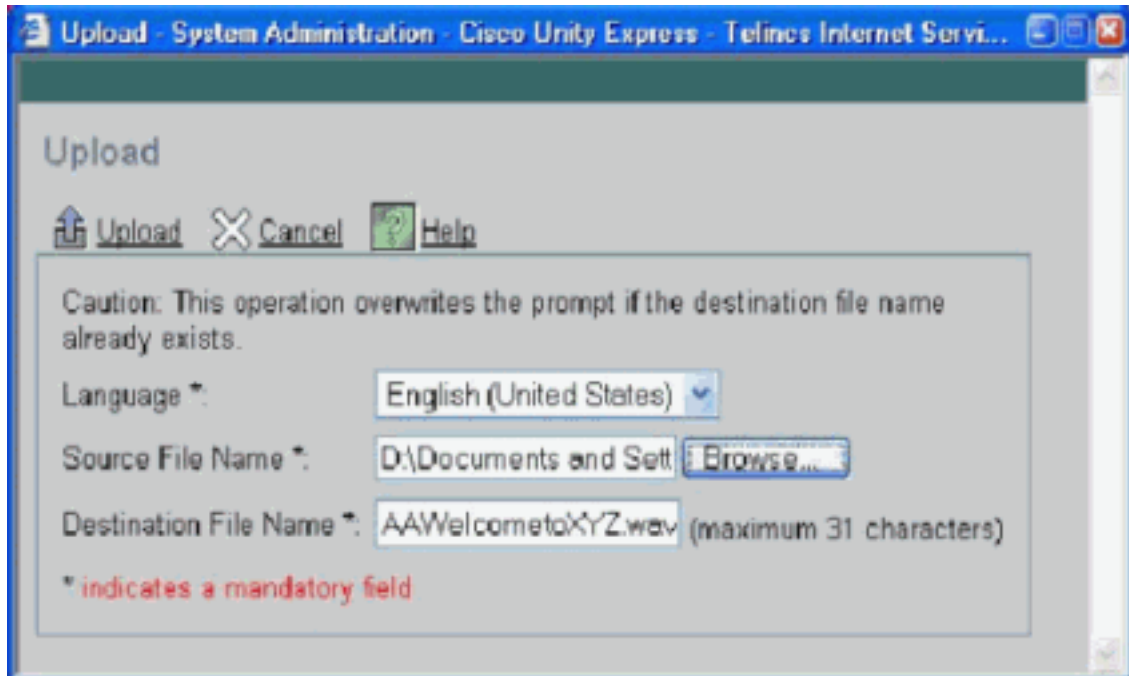 Upload - System Administration - Cisco Unity Express - Telincs Internet Servi...
Upload
Upload Cancel ? Help
Caution: This operation overwrites the prompt if the destination file name
already exists.
Language *: English (United States)
Source File Name *: D:\Documents and Sett Browse...
Destination File Name *: AAWelcometoXYZ.wav (maximum 31 characters)
* indicates a mandatory field